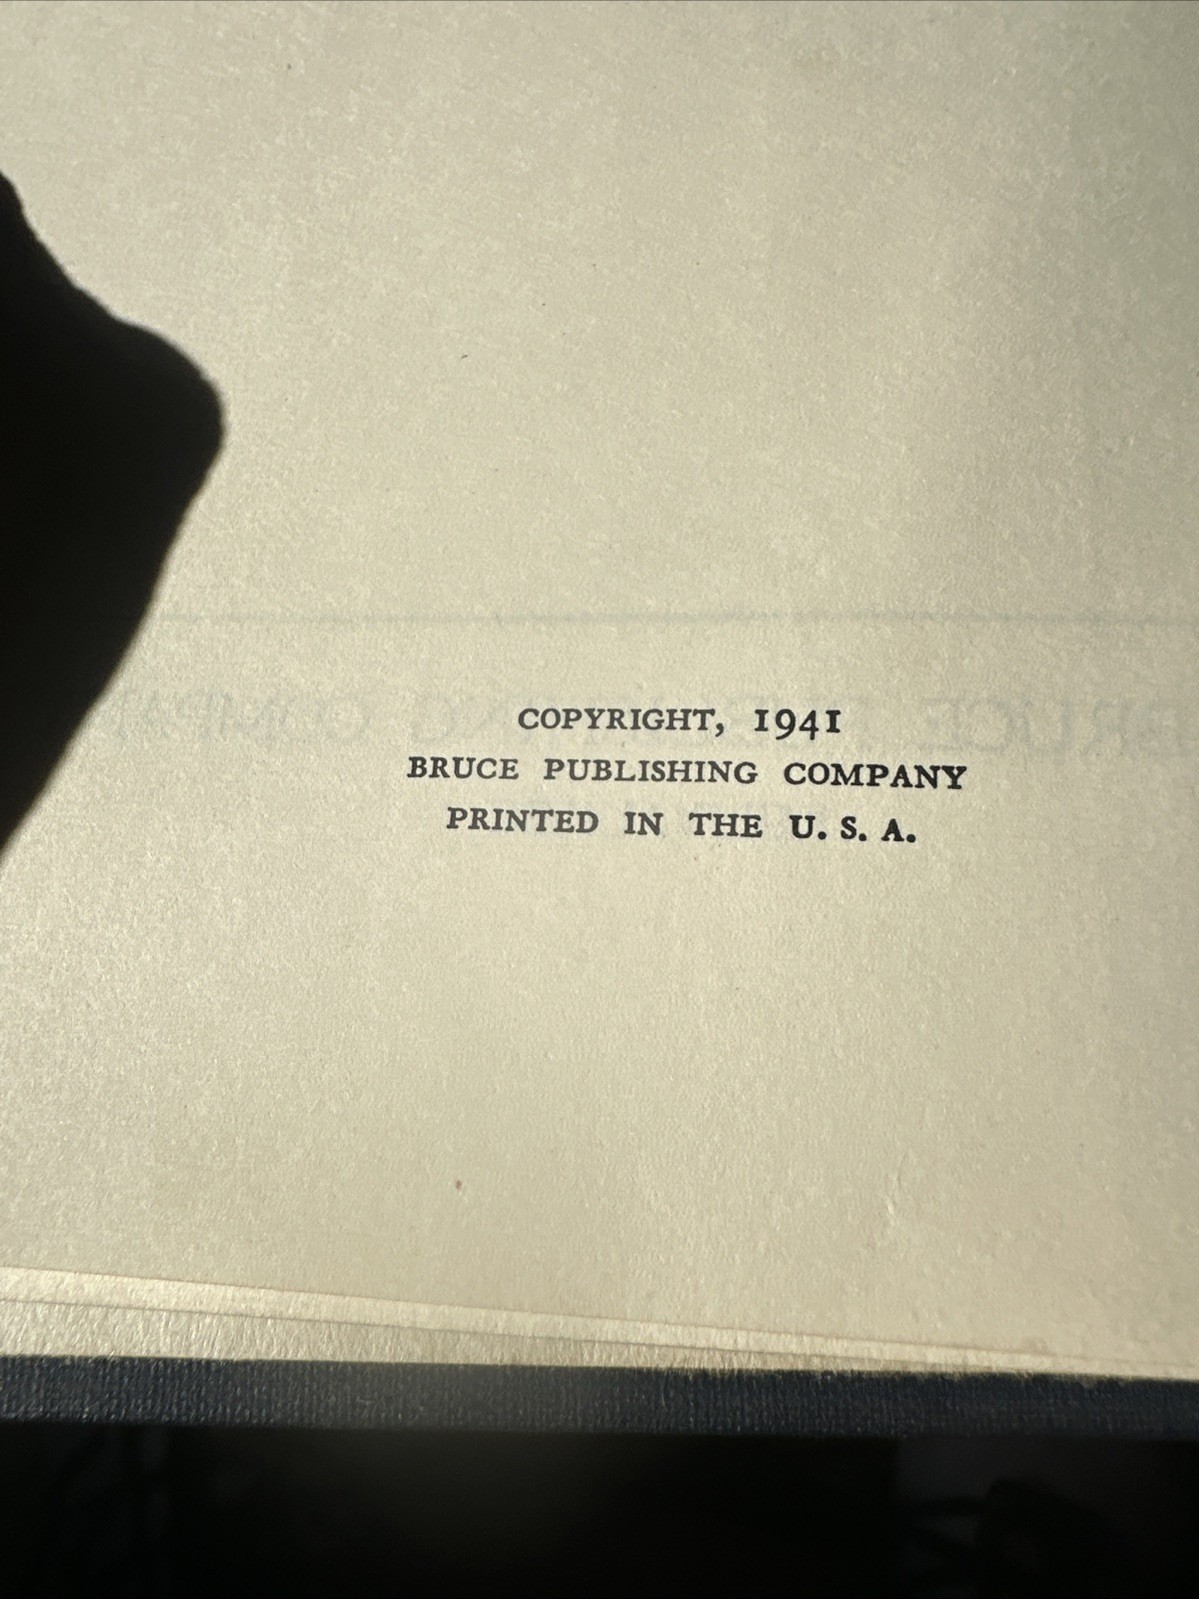 COPYRIGHT, 1941
BRUCE PUBLISHING COMPANY
PRINTED IN THE U. S. A.